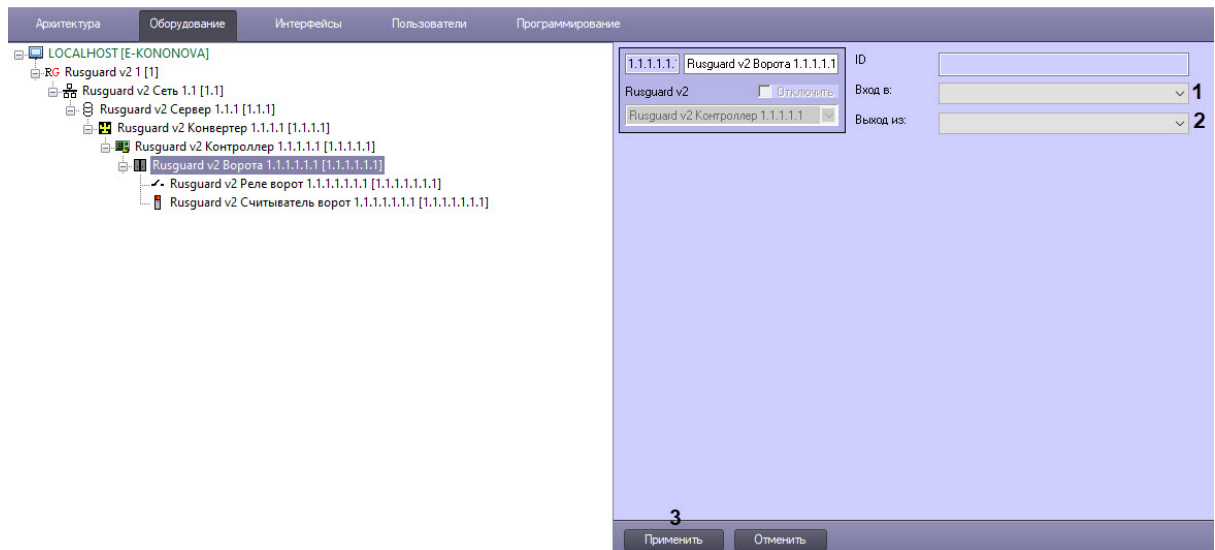 Архитектура Оборудование Интерфейсы Пользователи Программирование
LOCALHOST [E-KONONOVA]
RG Rusguard v2 1 [1]
Rusguard v2 Сеть 1.1 [1.1]
Rusguard v2 Сервер 1.1.1 [1.1.1]
Rusguard v2 Конвертер 1.1.1.1 [1.1.1.1]
Rusguard v2 Контроллер 1.1.1.1.1 [1.1.1.1.1]
Rusguard v2 Ворота 1.1.1.1.1.1 [1.1.1.1.1.1]
Rusguard v2 Реле ворот 1.1.1.1.1.1.1 [1.1.1.1.1.1.1]
Rusguard v2 Считыватель ворот 1.1.1.1.1.1.1 [1.1.1.1.1.1.1]
1.1.1.1.1. Rusguard v2 Ворота 1.1.1.1.1
Rusguard v2 Отключить
Rusguard v2 Контроллер 1.1.1.1.1
ID
Вход в: 1
Выход из: 2
3
Применить Отменить